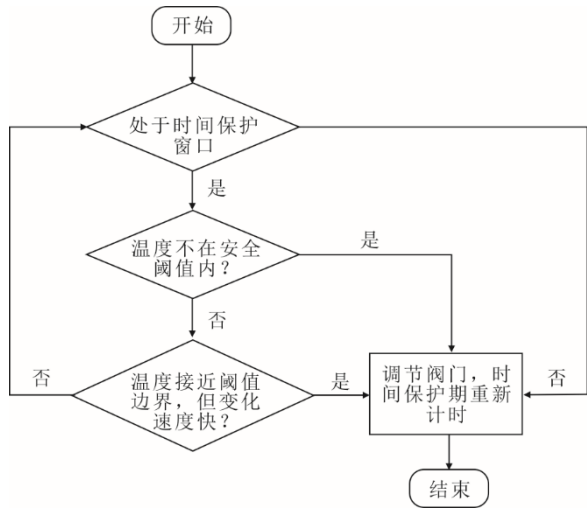 开始
处于时间保护
窗口
是
温度不在安全
阈值内？
是
否
温度接近阈值
边界，但变化
速度快？
否
是
调节阀门，时
间保护期重新
计时
否
结束